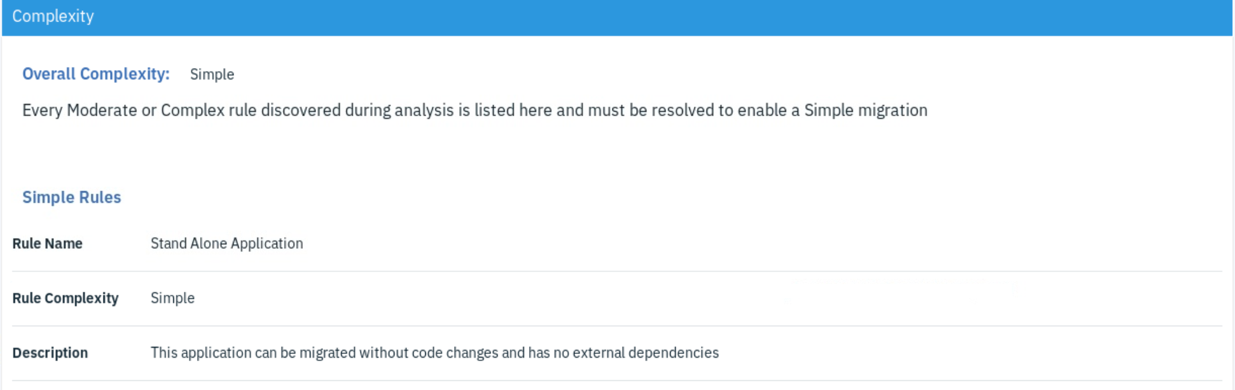 Complexity
Overall Complexity: Simple
Every Moderate or Complex rule discovered during analysis is listed here and must be resolved to enable a Simple migration
Simple Rules
Rule Name Stand Alone Application
Rule Complexity Simple
Description This application can be migrated without code changes and has no external dependencies